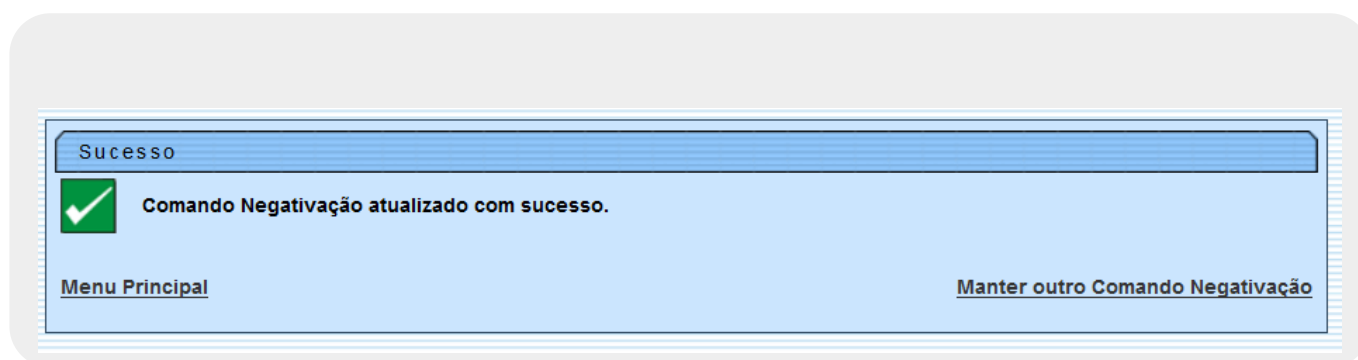 Sucesso
Comando Negativação atualizado com sucesso.
Menu Principal
Manter outro Comando Negativação